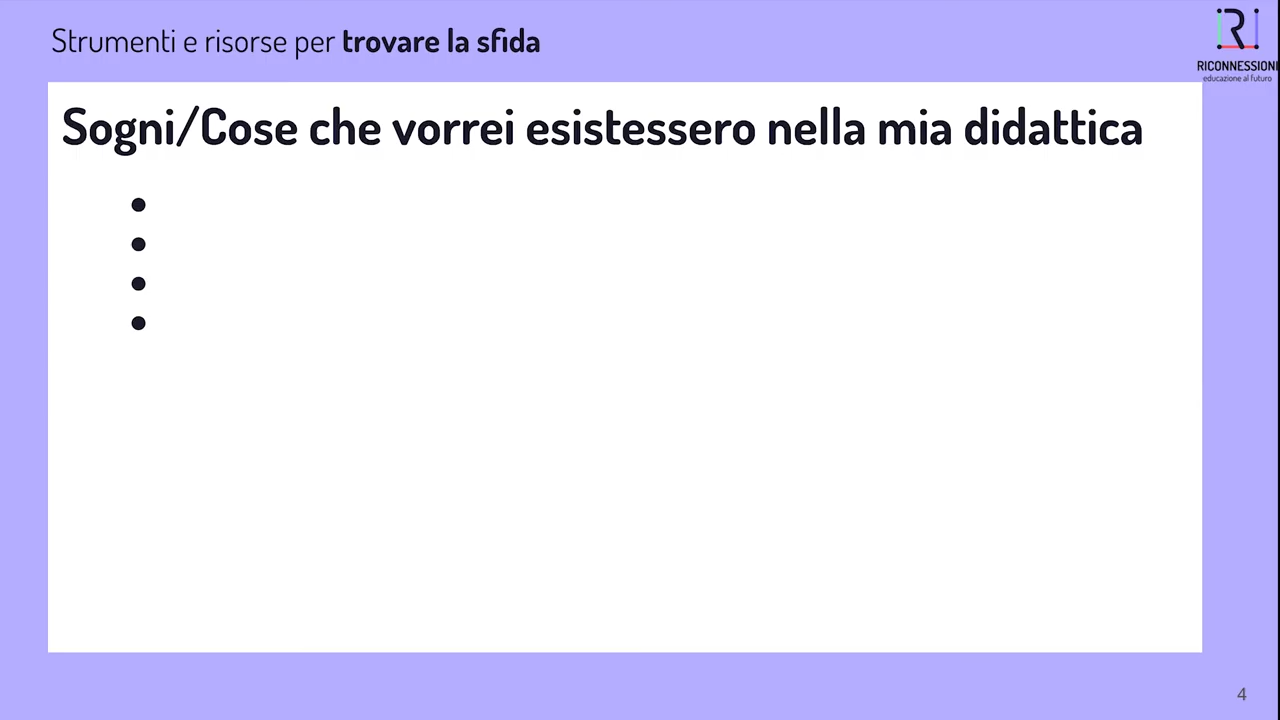 Strumenti e risorse per trovare la sfida
RICONNESSIONI
educazione al futuro
Sogni/Cose che vorrei esistessero nella mia didattica
4